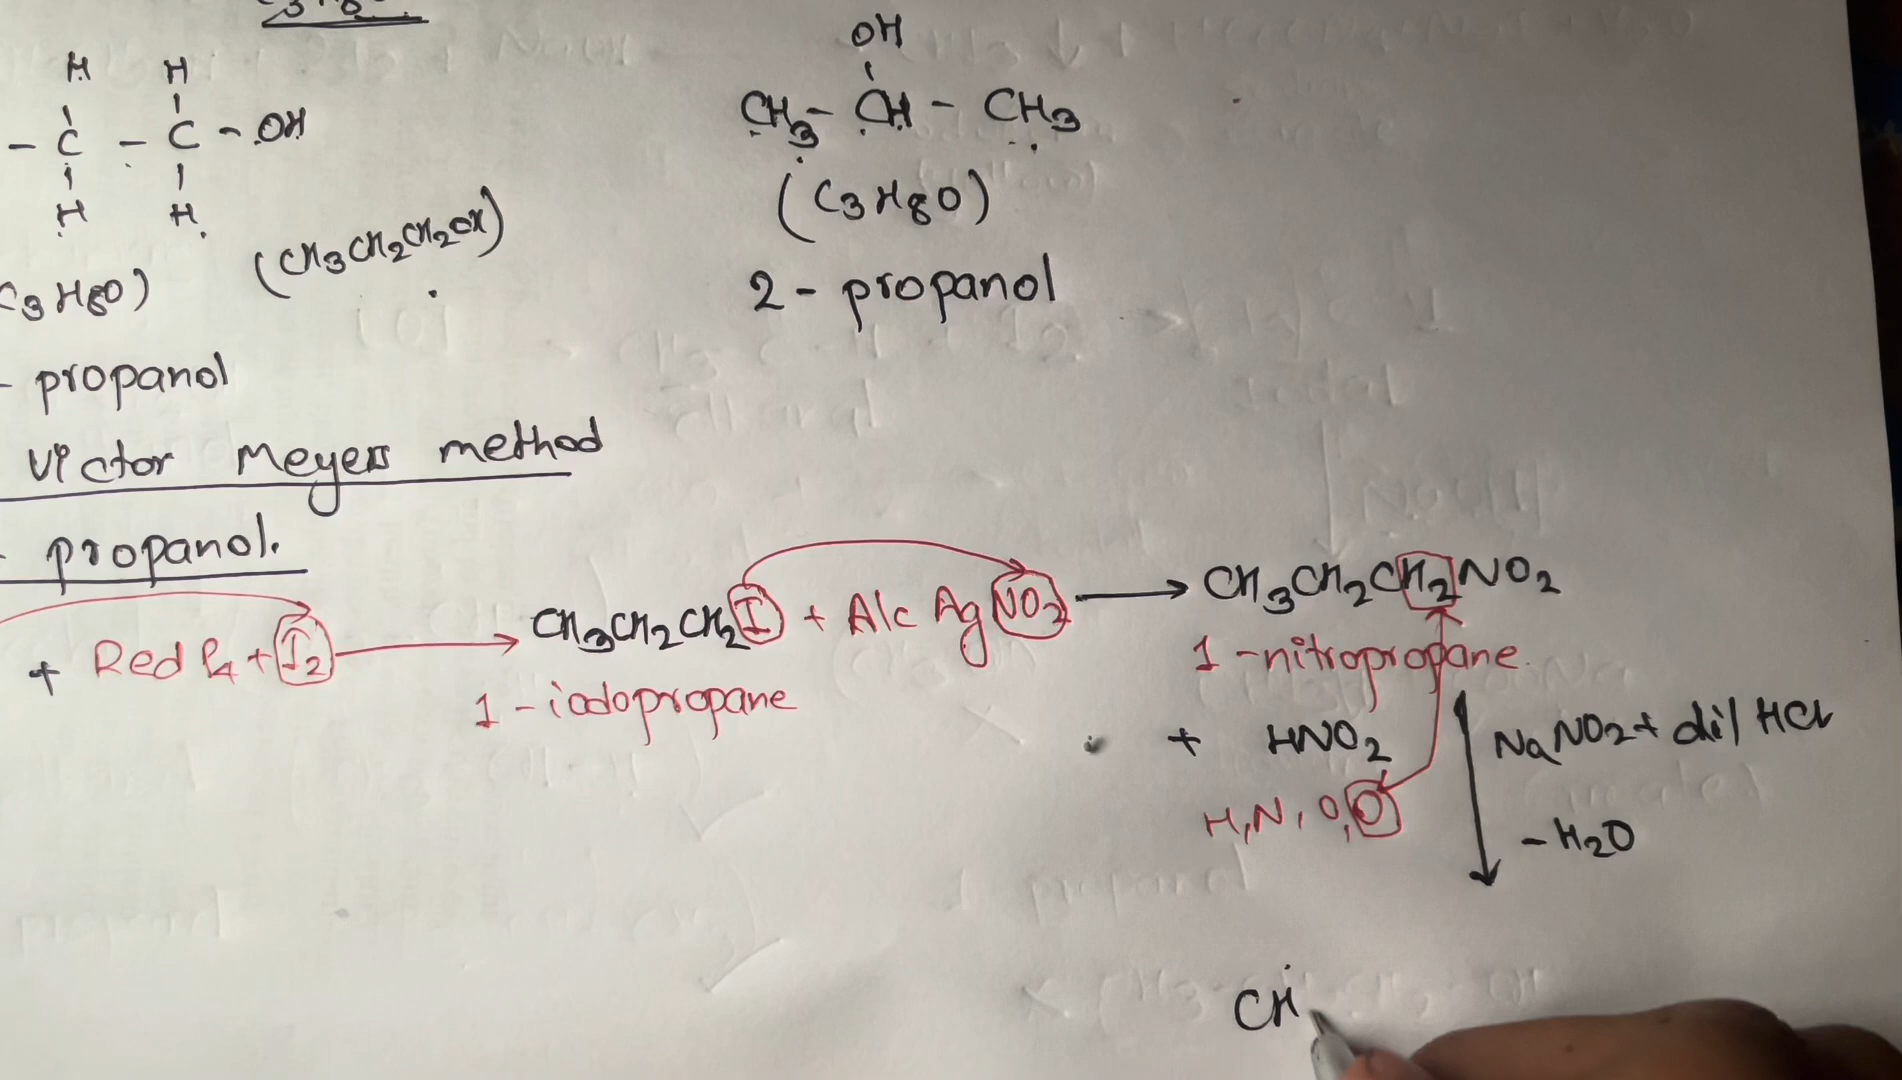 OH
H H
- C - C - OH
CH3 - CH - CH3
H H
(CH3CH2CH2OH)
(C3H8O)
C3H8O)
2 - propanol
- propanol
Victor Meyers method
- propanol.
+ Red P4 + I2 → CH3CH2CH2I + Alc AgNO2 → CH3CH2CH2NO2
1 - iodopropane
1 - nitropropane.
+ HNO2
NaNO2 + dil HCl
H, N, O, O
- H2O
CH